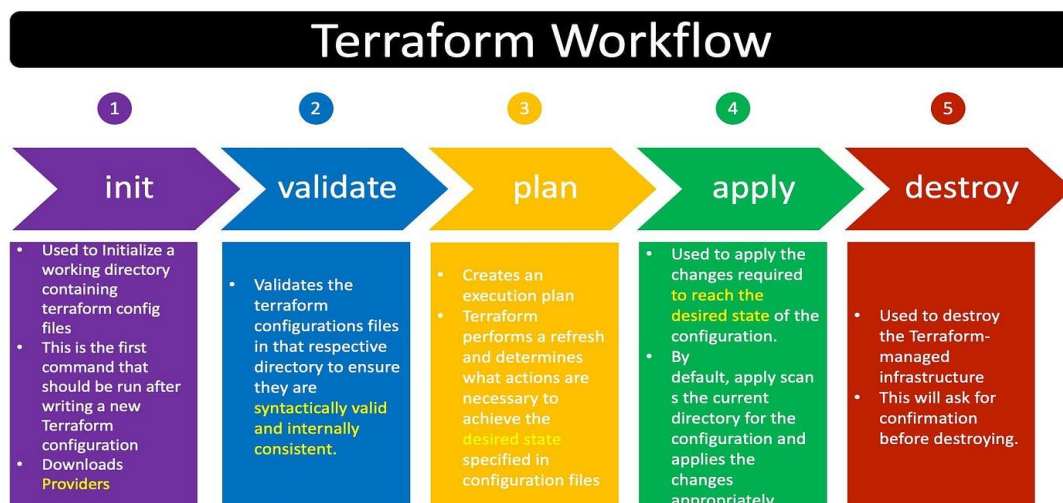 Terraform Workflow
1
2
3
4
5
init
validate
plan
apply
destroy
• Used to Initialize a
working directory
containing
terraform config
files
• This is the first
command that
should be run after
writing a new
Terraform
configuration
• Downloads
Providers
• Validates the
terraform
configurations files
in that respective
directory to ensure
they are
syntactically valid
and internally
consistent.
• Creates an
execution plan
• Terraform
performs a refresh
and determines
what actions are
necessary to
achieve the
desired state
specified in
configuration files
• Used to apply the
changes required
to reach the
desired state of the
configuration.
• By
default, apply scan
s the current
directory for the
configuration and
applies the
changes
appropriately
• Used to destroy
the Terraform-
managed
infrastructure
• This will ask for
confirmation
before destroying.